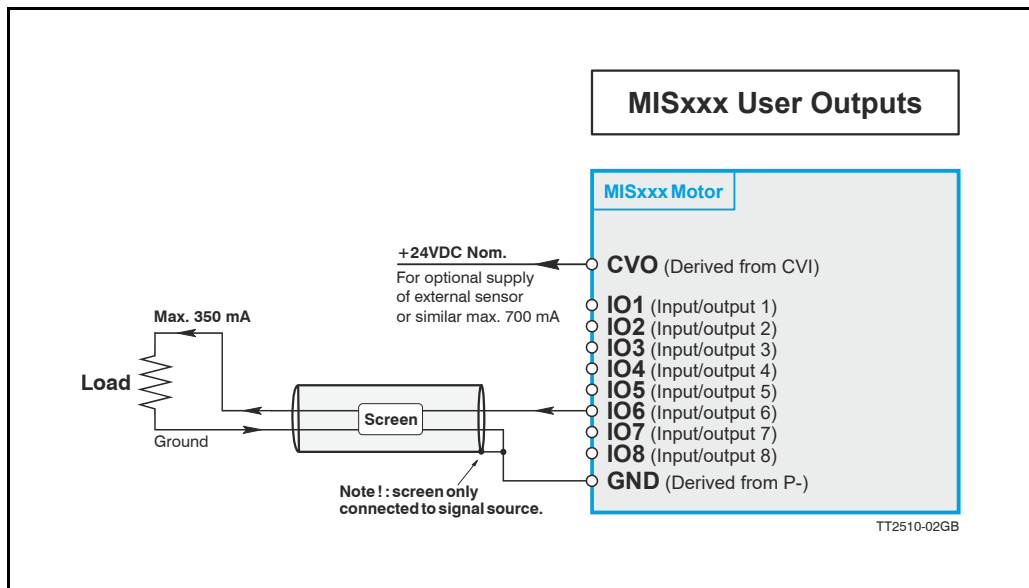 MISxxx User Outputs
MISxxx Motor
+24VDC Nom.
For optional supply
of external sensor
or similar max. 700 mA
CVO (Derived from CVI)
IO1 (Input/output 1)
IO2 (Input/output 2)
IO3 (Input/output 3)
IO4 (Input/output 4)
IO5 (Input/output 5)
IO6 (Input/output 6)
IO7 (Input/output 7)
IO8 (Input/output 8)
GND (Derived from P-)
Max. 350 mA
Load
Ground
Screen
Note! : screen only
connected to signal source.
TT2510-02GB